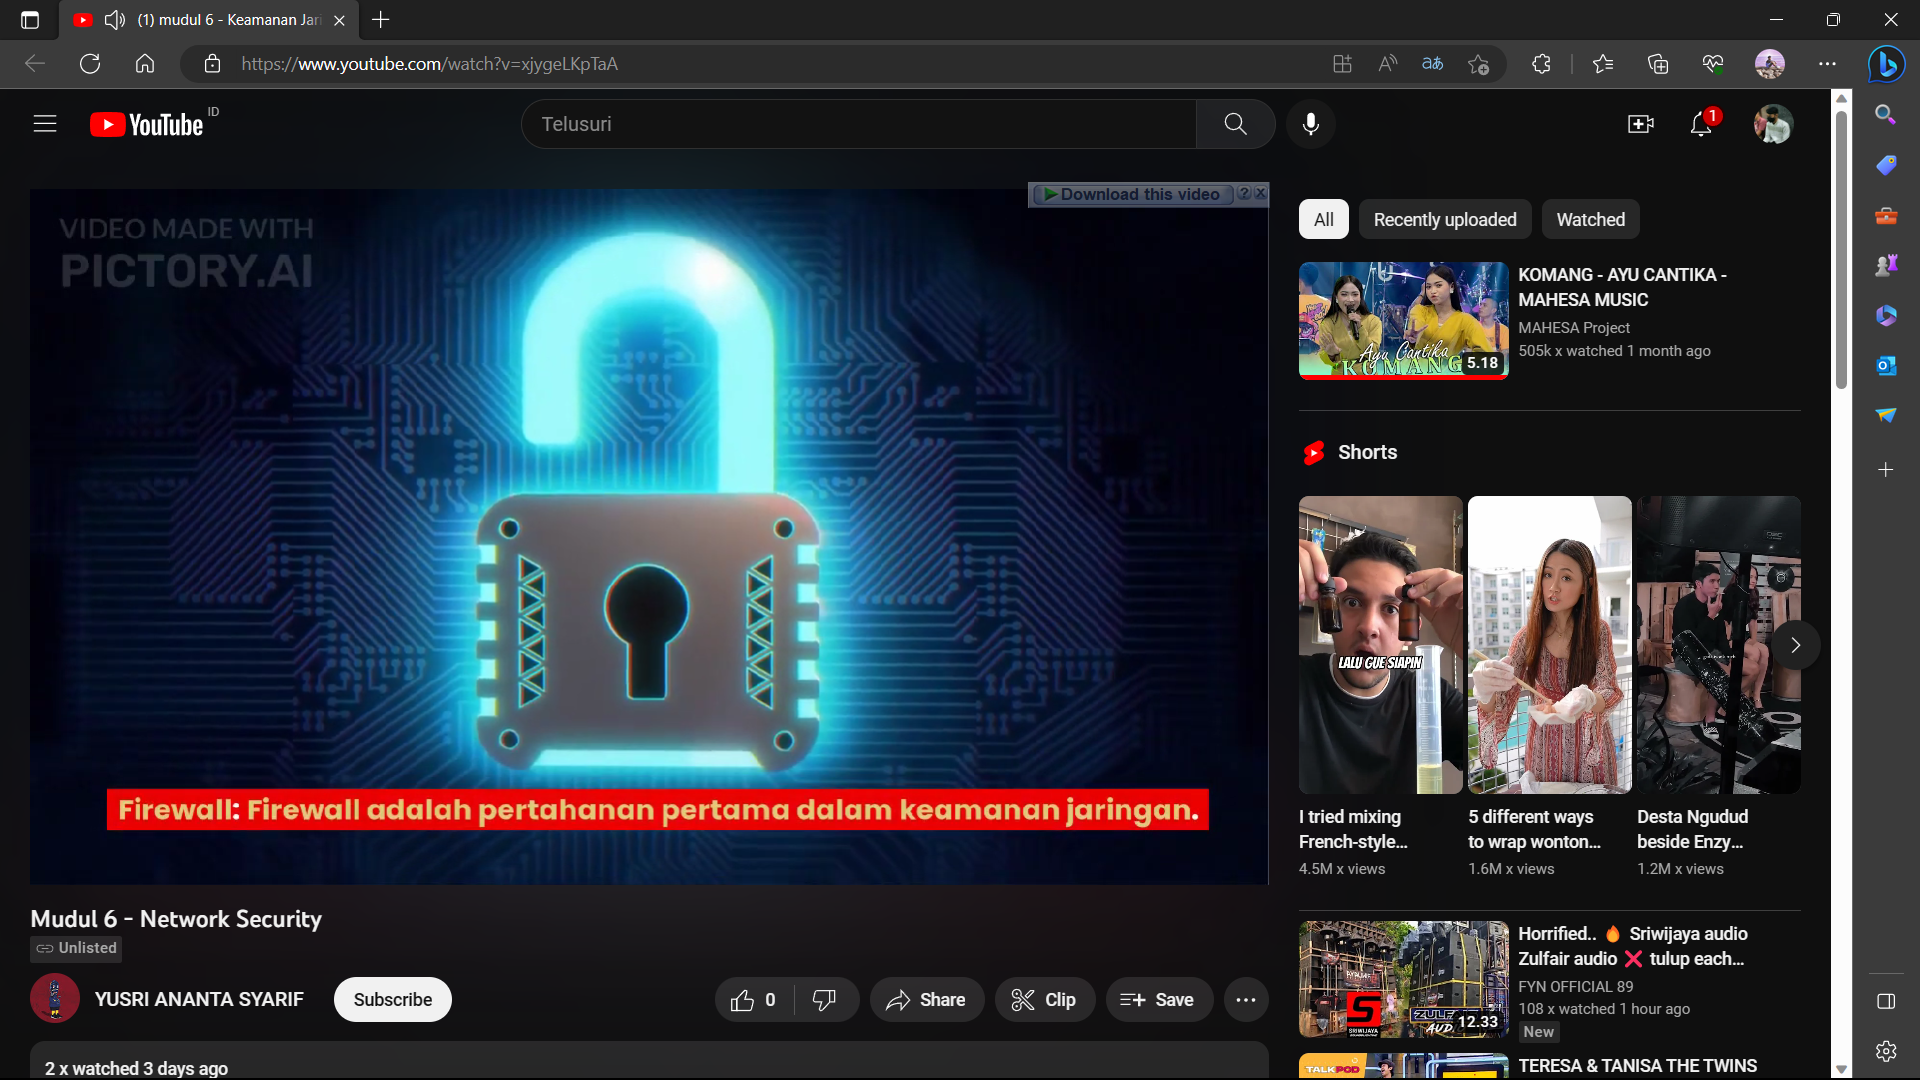 (1) mudul 6 - Keamanan Jari
https://www.youtube.com/watch?v=xjygeLKpTaA
YouTube ID
Telusuri
1
Download this video
VIDEO MADE WITH
PICTORY.AI
Firewall: Firewall adalah pertahanan pertama dalam keamanan jaringan.
Mudul 6 - Network Security
Unlisted
YUSRI ANANTA SYARIF
Subscribe
0
Share
Clip
Save
2 x watched 3 days ago
All
Recently uploaded
Watched
Ayu Cantika
KOMANG
5.18
KOMANG - AYU CANTIKA -
MAHESA MUSIC
MAHESA Project
505k x watched 1 month ago
Shorts
LALU GUE SIAPIN
I tried mixing
French-style...
4.5M x views
5 different ways
to wrap wonton...
1.6M x views
Desta Ngudud
beside Enzy...
1.2M x views
S
SRIWIJAYA
12.33
Horrified.. 🔥 Sriwijaya audio
Zulfair audio ❌ tulup each...
FYN OFFICIAL 89
108 x watched 1 hour ago
New
TALKPOD
TERESA & TANISA THE TWINS